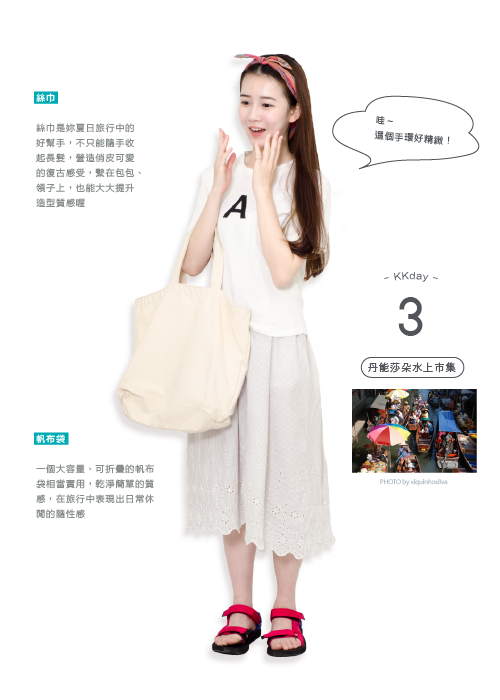 絲巾
絲巾是妳夏日旅行中的
好幫手，不只能隨手收
起長髮，營造俏皮可愛
的復古感受，繫在包包、
領子上，也能大大提升
造型質感喔
哇~
這個手環好精緻！
A
~ KKday ~
3
丹能莎朵水上市集
PHOTO by xiquinhosilva
帆布袋
一個大容量、可折疊的帆布
袋相當實用，乾淨簡單的質
感，在旅行中表現出日常休
閒的隨性感